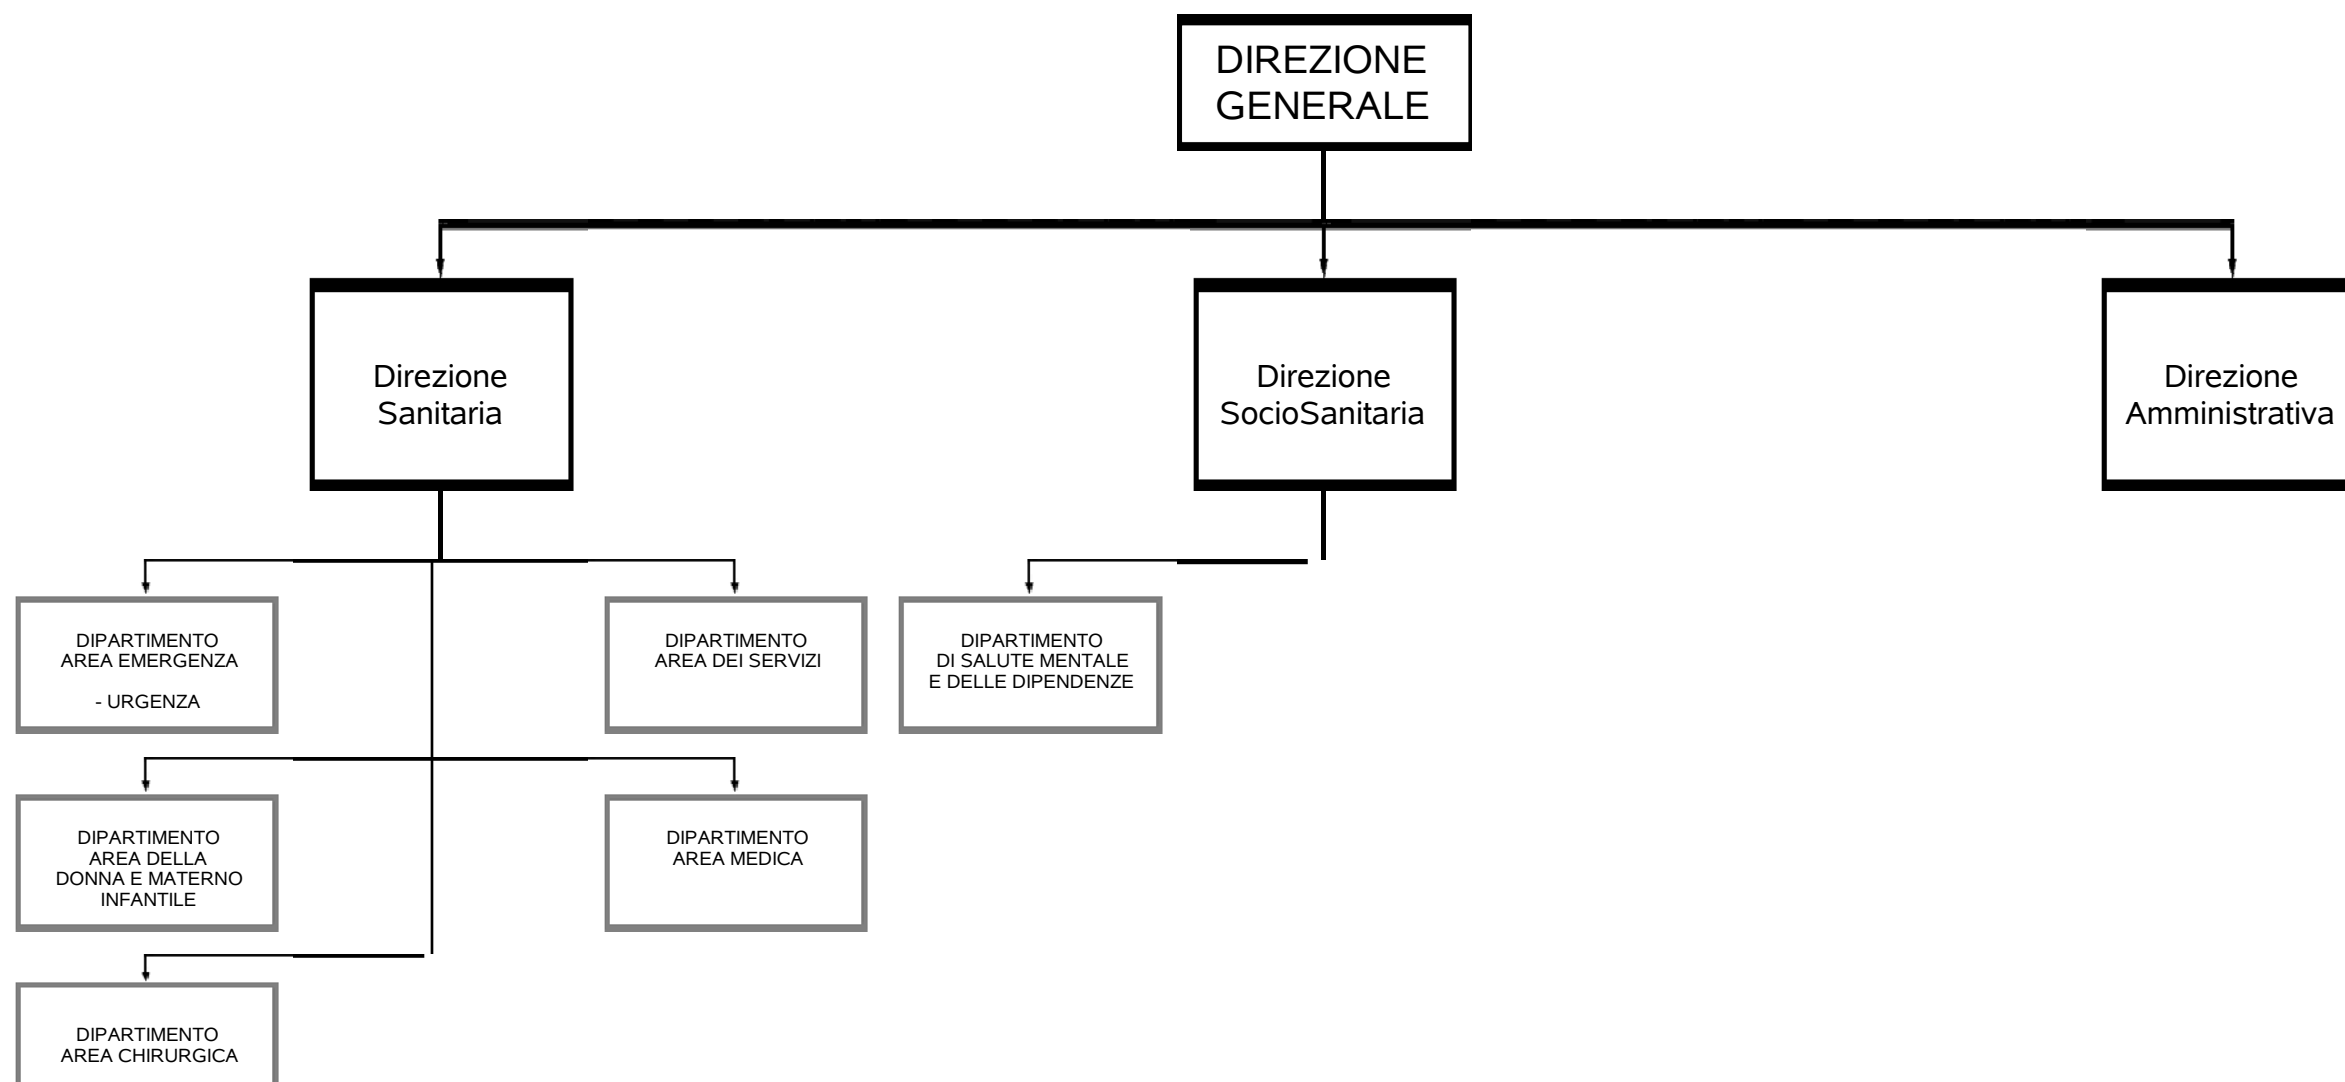 DIREZIONE
GENERALE
Direzione
Sanitaria
Direzione
SocioSanitaria
Direzione
Amministrativa
DIPARTIMENTO
AREA EMERGENZA
- URGENZA
DIPARTIMENTO
AREA DEI SERVIZI
DIPARTIMENTO
DI SALUTE MENTALE
E DELLE DIPENDENZE
DIPARTIMENTO
AREA DELLA
DONNA E MATERNO
INFANTILE
DIPARTIMENTO
AREA MEDICA
DIPARTIMENTO
AREA CHIRURGICA